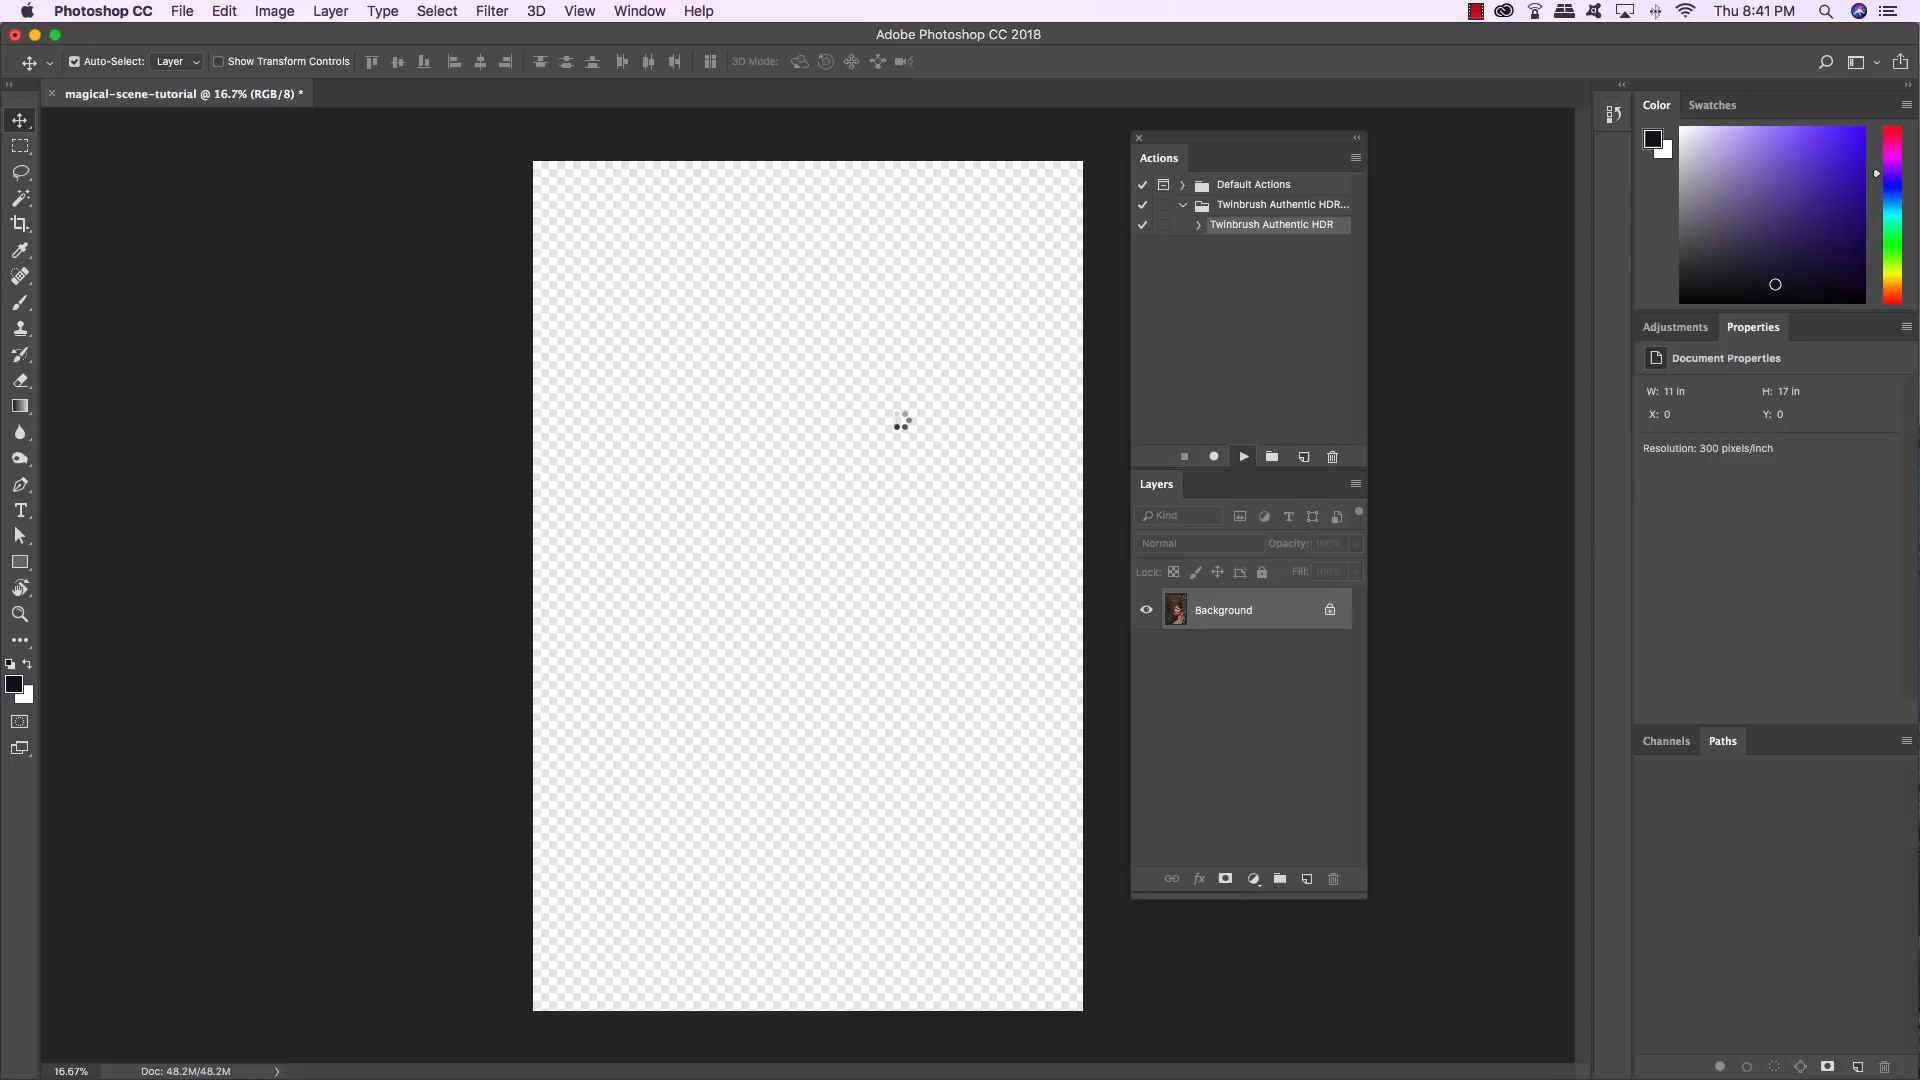 Photoshop CC File Edit Image Layer Type Select Filter 3D View Window Help Thu 8:41 PM
Adobe Photoshop CC 2018
Auto-Select: Layer Show Transform Controls 3D Mode:
magical-scene-tutorial @ 16.7% (RGB/8) *
Color Swatches
Actions
Default Actions
Twinbrush Authentic HDR...
Twinbrush Authentic HDR
Adjustments Properties
Document Properties
W: 11 in H: 17 in
X: 0 Y: 0
Resolution: 300 pixels/inch
Layers
Kind
Normal Opacity: 100%
Lock: Fill: 100%
Background
Channels Paths
16.67% Doc: 48.2M/48.2M